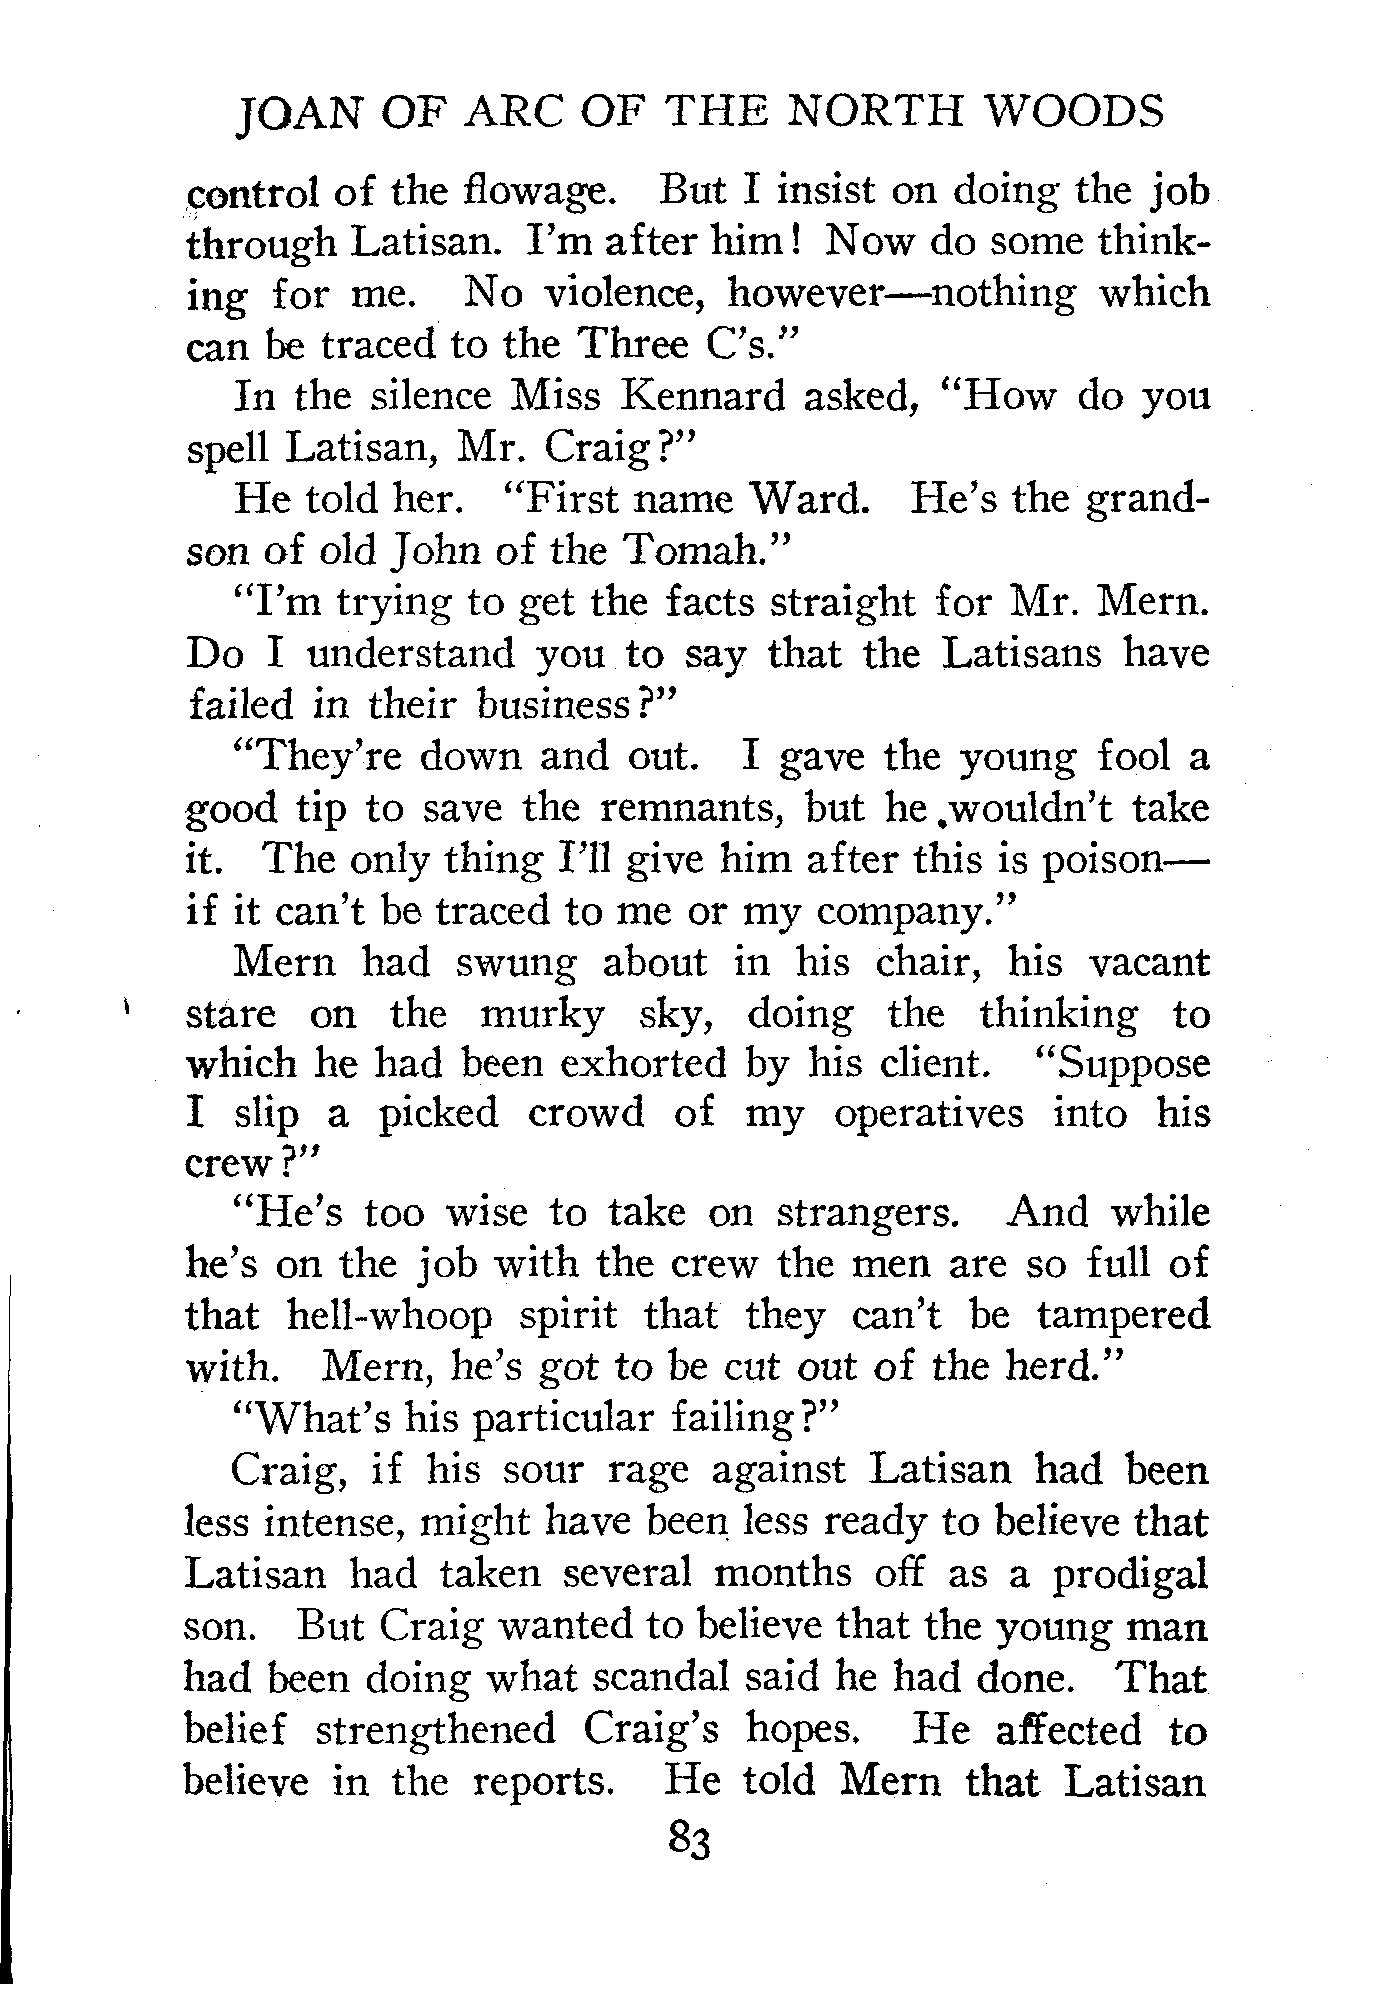 JOAN OF ARC OF THE NORTH WOODS
control of the flowage. But I insist on doing the job
through Latisan. I'm after him! Now do some think-
ing for me. No violence, however—nothing which
can be traced to the Three C's."
In the silence Miss Kennard asked, "How do you
spell Latisan, Mr. Craig?"
He told her. "First name Ward. He's the grand-
son of old John of the Tomah."
"I'm trying to get the facts straight for Mr. Mern.
Do I understand you to say that the Latisans have
failed in their business?"
"They're down and out. I gave the young fool a
good tip to save the remnants, but he wouldn't take
it. The only thing I'll give him after this is poison—
if it can't be traced to me or my company."
Mern had swung about in his chair, his vacant
stare on the murky sky, doing the thinking to
which he had been exhorted by his client. "Suppose
I slip a picked crowd of my operatives into his
crew?"
"He's too wise to take on strangers. And while
he's on the job with the crew the men are so full of
that hell-whoop spirit that they can't be tampered
with. Mern, he's got to be cut out of the herd."
"What's his particular failing?"
Craig, if his sour rage against Latisan had been
less intense, might have been less ready to believe that
Latisan had taken several months off as a prodigal
son. But Craig wanted to believe that the young man
had been doing what scandal said he had done. That
belief strengthened Craig's hopes. He affected to
believe in the reports. He told Mern that Latisan
83